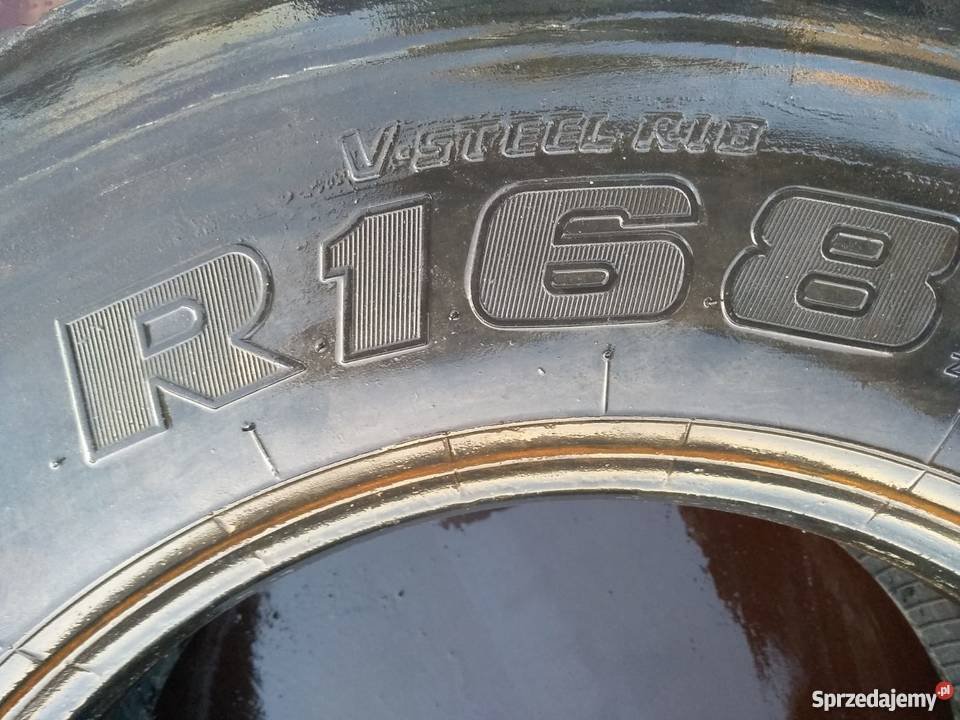 V-STEEL RIB
R168
Sprzedajemy.pl